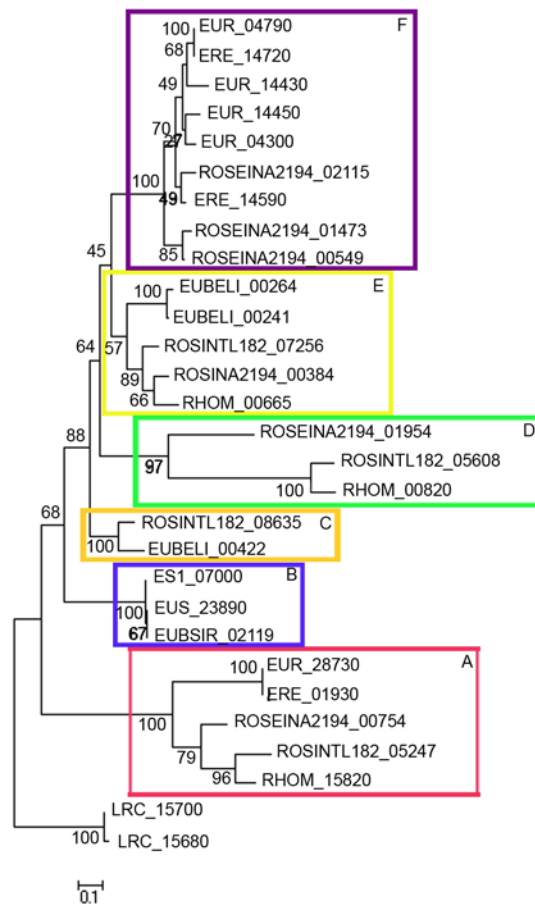 F
100
EUR_04790
68
ERE_14720
49
EUR_14430
70
EUR_14450
27
EUR_04300
100
ROSEINA2194_02115
49
ERE_14590
ROSEINA2194_01473
85
ROSEINA2194_00549
45
E
100
EUBELI_00264
EUBELI_00241
57
ROSINTL182_07256
89
ROSINA2194_00384
66
RHOM_00665
64
D
ROSEINA2194_01954
97
ROSINTL182_05608
100
RHOM_00820
88
C
ROSINTL182_08635
100
EUBELI_00422
68
B
ES1_07000
100
EUS_23890
67
EUBSIR_02119
A
100
EUR_28730
ERE_01930
100
ROSEINA2194_00754
79
ROSINTL182_05247
96
RHOM_15820
LRC_15700
100
LRC_15680
0.1